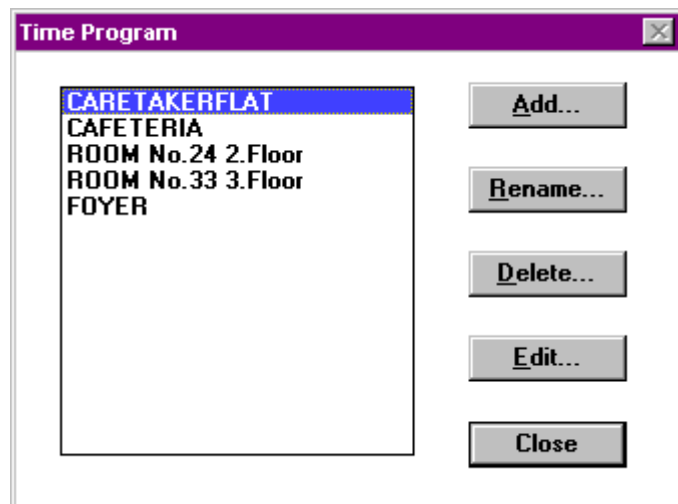 Time Program
CARETAKERFLAT
CAFETERIA
ROOM No.24 2.Floor
ROOM No.33 3.Floor
FOYER
Add...
Rename...
Delete...
Edit...
Close